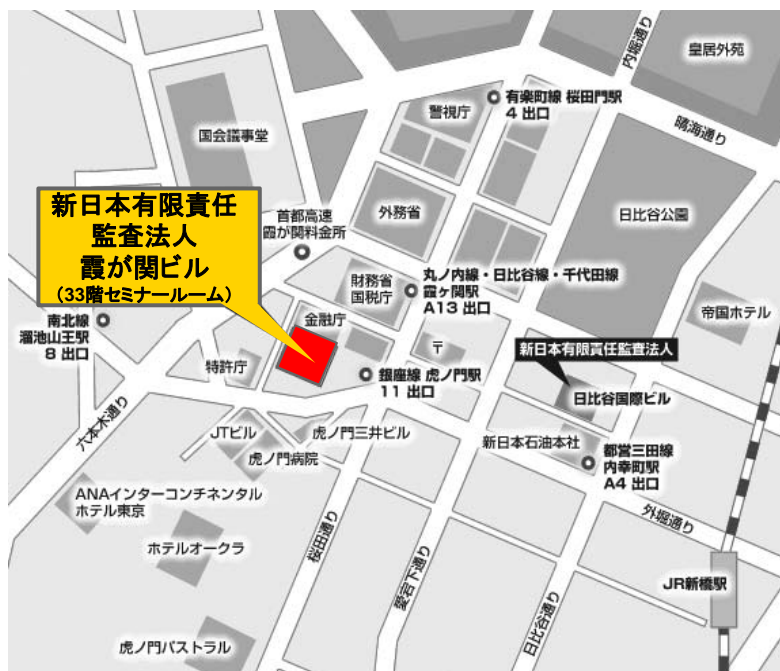 皇居外苑
内堀通り
晴海通り
有楽町線 桜田門駅
4 出口
警視庁
国会議事堂
新日本有限責任
監査法人
霞が関ビル
(33階セミナールーム)
首都高速
霞が関料金所
外務省
日比谷公園
財務省
国税庁
丸ノ内線・日比谷線・千代田線
霞ヶ関駅
A13 出口
帝国ホテル
南北線
溜池山王駅
8 出口
金融庁
〒
新日本有限責任監査法人
特許庁
銀座線 虎ノ門駅
11 出口
日比谷国際ビル
六本木通り
JTビル
虎ノ門三井ビル
虎ノ門病院
新日本石油本社
都営三田線
内幸町駅
A4 出口
ANAインターコンチネンタル
ホテル東京
外堀通り
桜田通り
愛宕下通り
日比谷通り
ホテルオークラ
JR新橋駅
虎ノ門パストラル